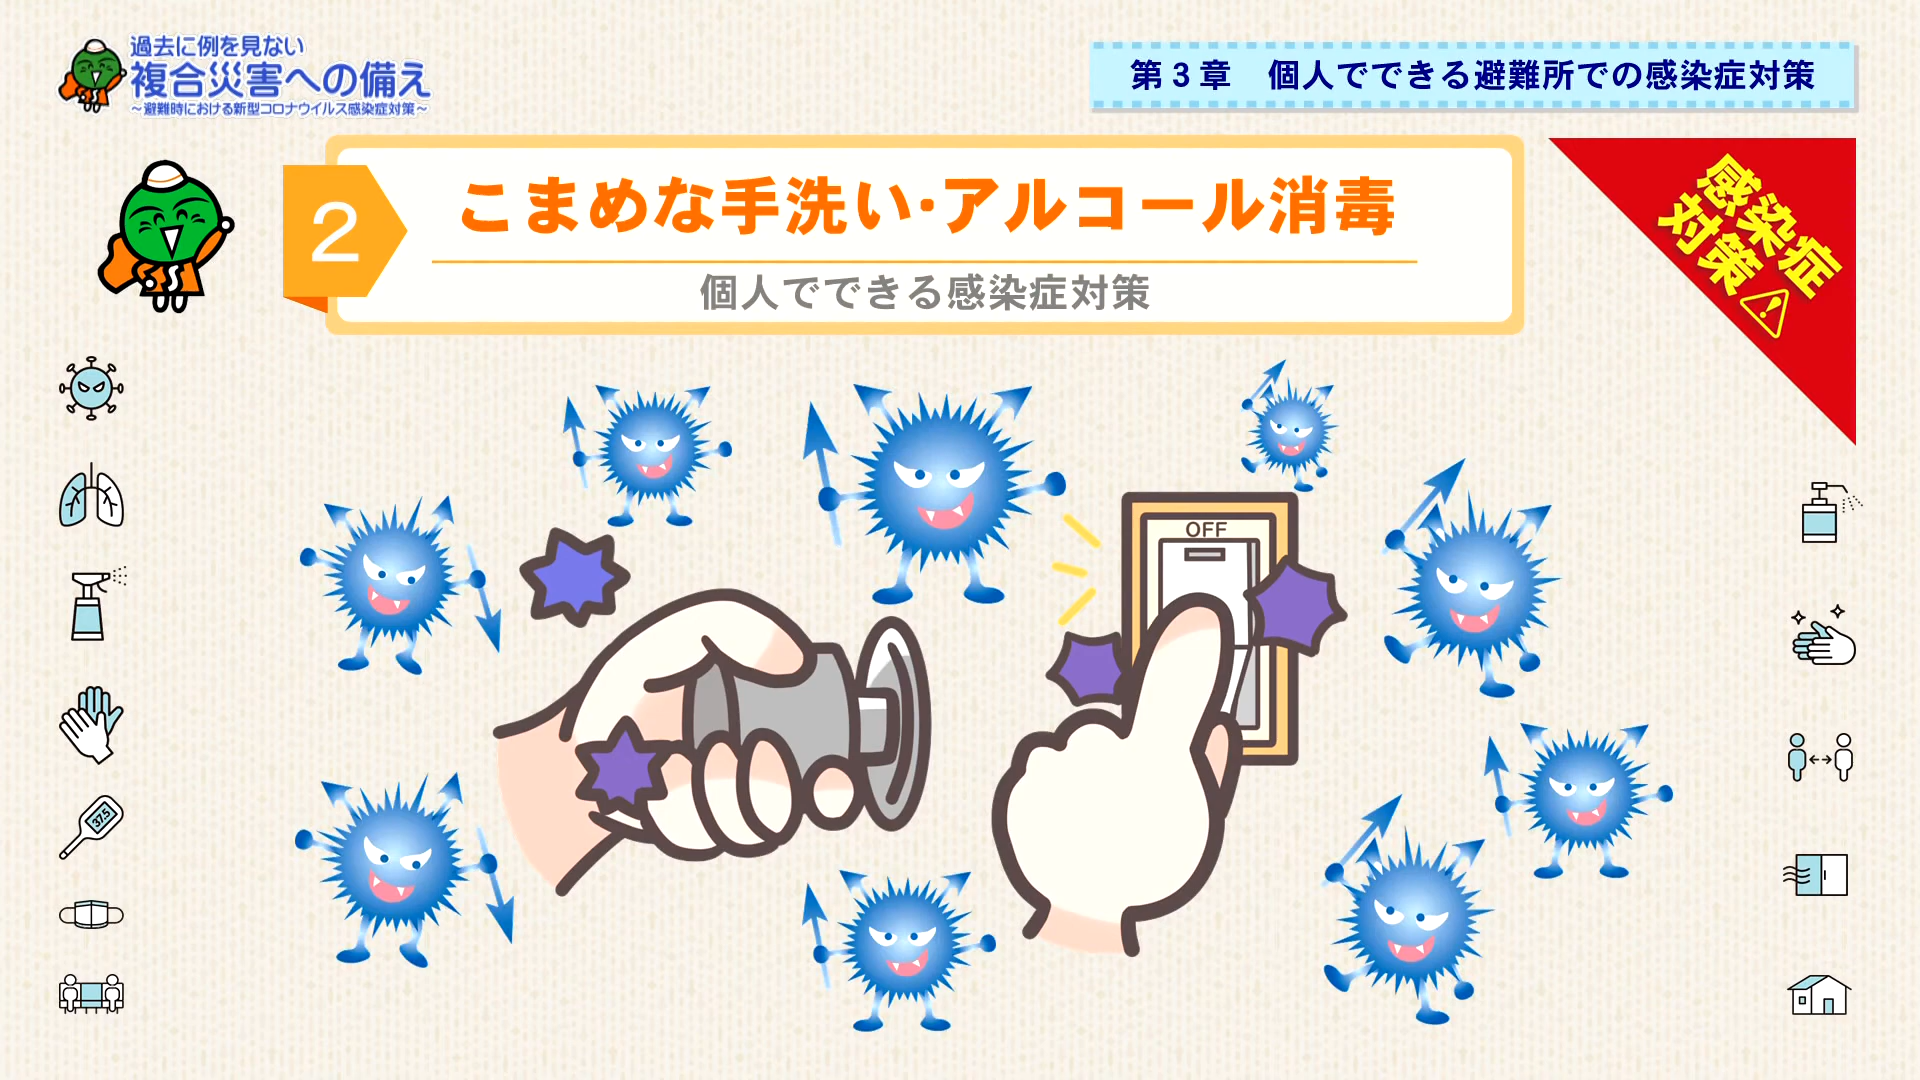 過去に例を見ない
複合災害への備え
～避難時における新型コロナウイルス感染症対策～
第3章　個人でできる避難所での感染症対策
2
こまめな手洗い・アルコール消毒
個人でできる感染症対策
感染症
対策
OFF
37.5